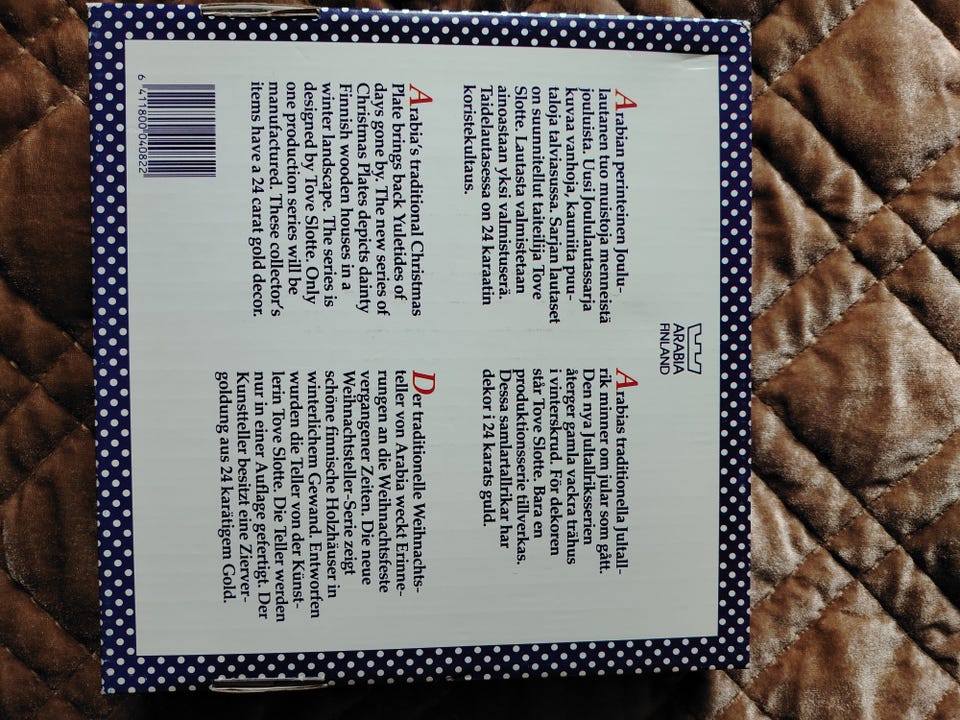 ARABIA
FINLAND
Arabian perinteinen Joulu-
lautanen tuo muistoja menneistä
jouluista. Uusi Joululautassarja
kuvaa vanhoja, kauniita puu-
taloja talviasussa. Sarjan lautaset
on suunnitellut taiteilija Tove
Slotte. Lautasta valmistetaan
ainoastaan yksi valmistuserä.
Taidelautasessa on 24 karaatin
koristekultaus.
Arabias traditionella Jultall-
rik minner om jular som gått.
Den nya Jultallriksserien
återger gamla vackra trähus
i vinterskrud. För dekoren
står Tove Slotte. Bara en
produktionsserie tillverkas.
Dessa samlartallrikar har
dekor i 24 karats guld.
Arabia's traditional Christmas
Plate brings back Yuletides of
days gone by. The new series of
Christmas Plates depicts dainty
Finnish wooden houses in a
winter landscape. The series is
designed by Tove Slotte. Only
one production series will be
manufactured. These collector's
items have a 24 carat gold decor.
Der traditionelle Weihnachts-
teller von Arabia weckt Erinne-
rungen an die Weihnachtsfeste
vergangener Zeiten. Die neue
Weihnachtsteller-Serie zeigt
schöne finnische Holzhäuser in
winterlichem Gewand. Entworfen
wurden die Teller von der Künst-
lerin Tove Slotte. Die Teller werden
nur in einer Auflage gefertigt. Der
Kunstteller besitzt eine Zierver-
goldung aus 24 karätigem Gold.
6 411800 040822